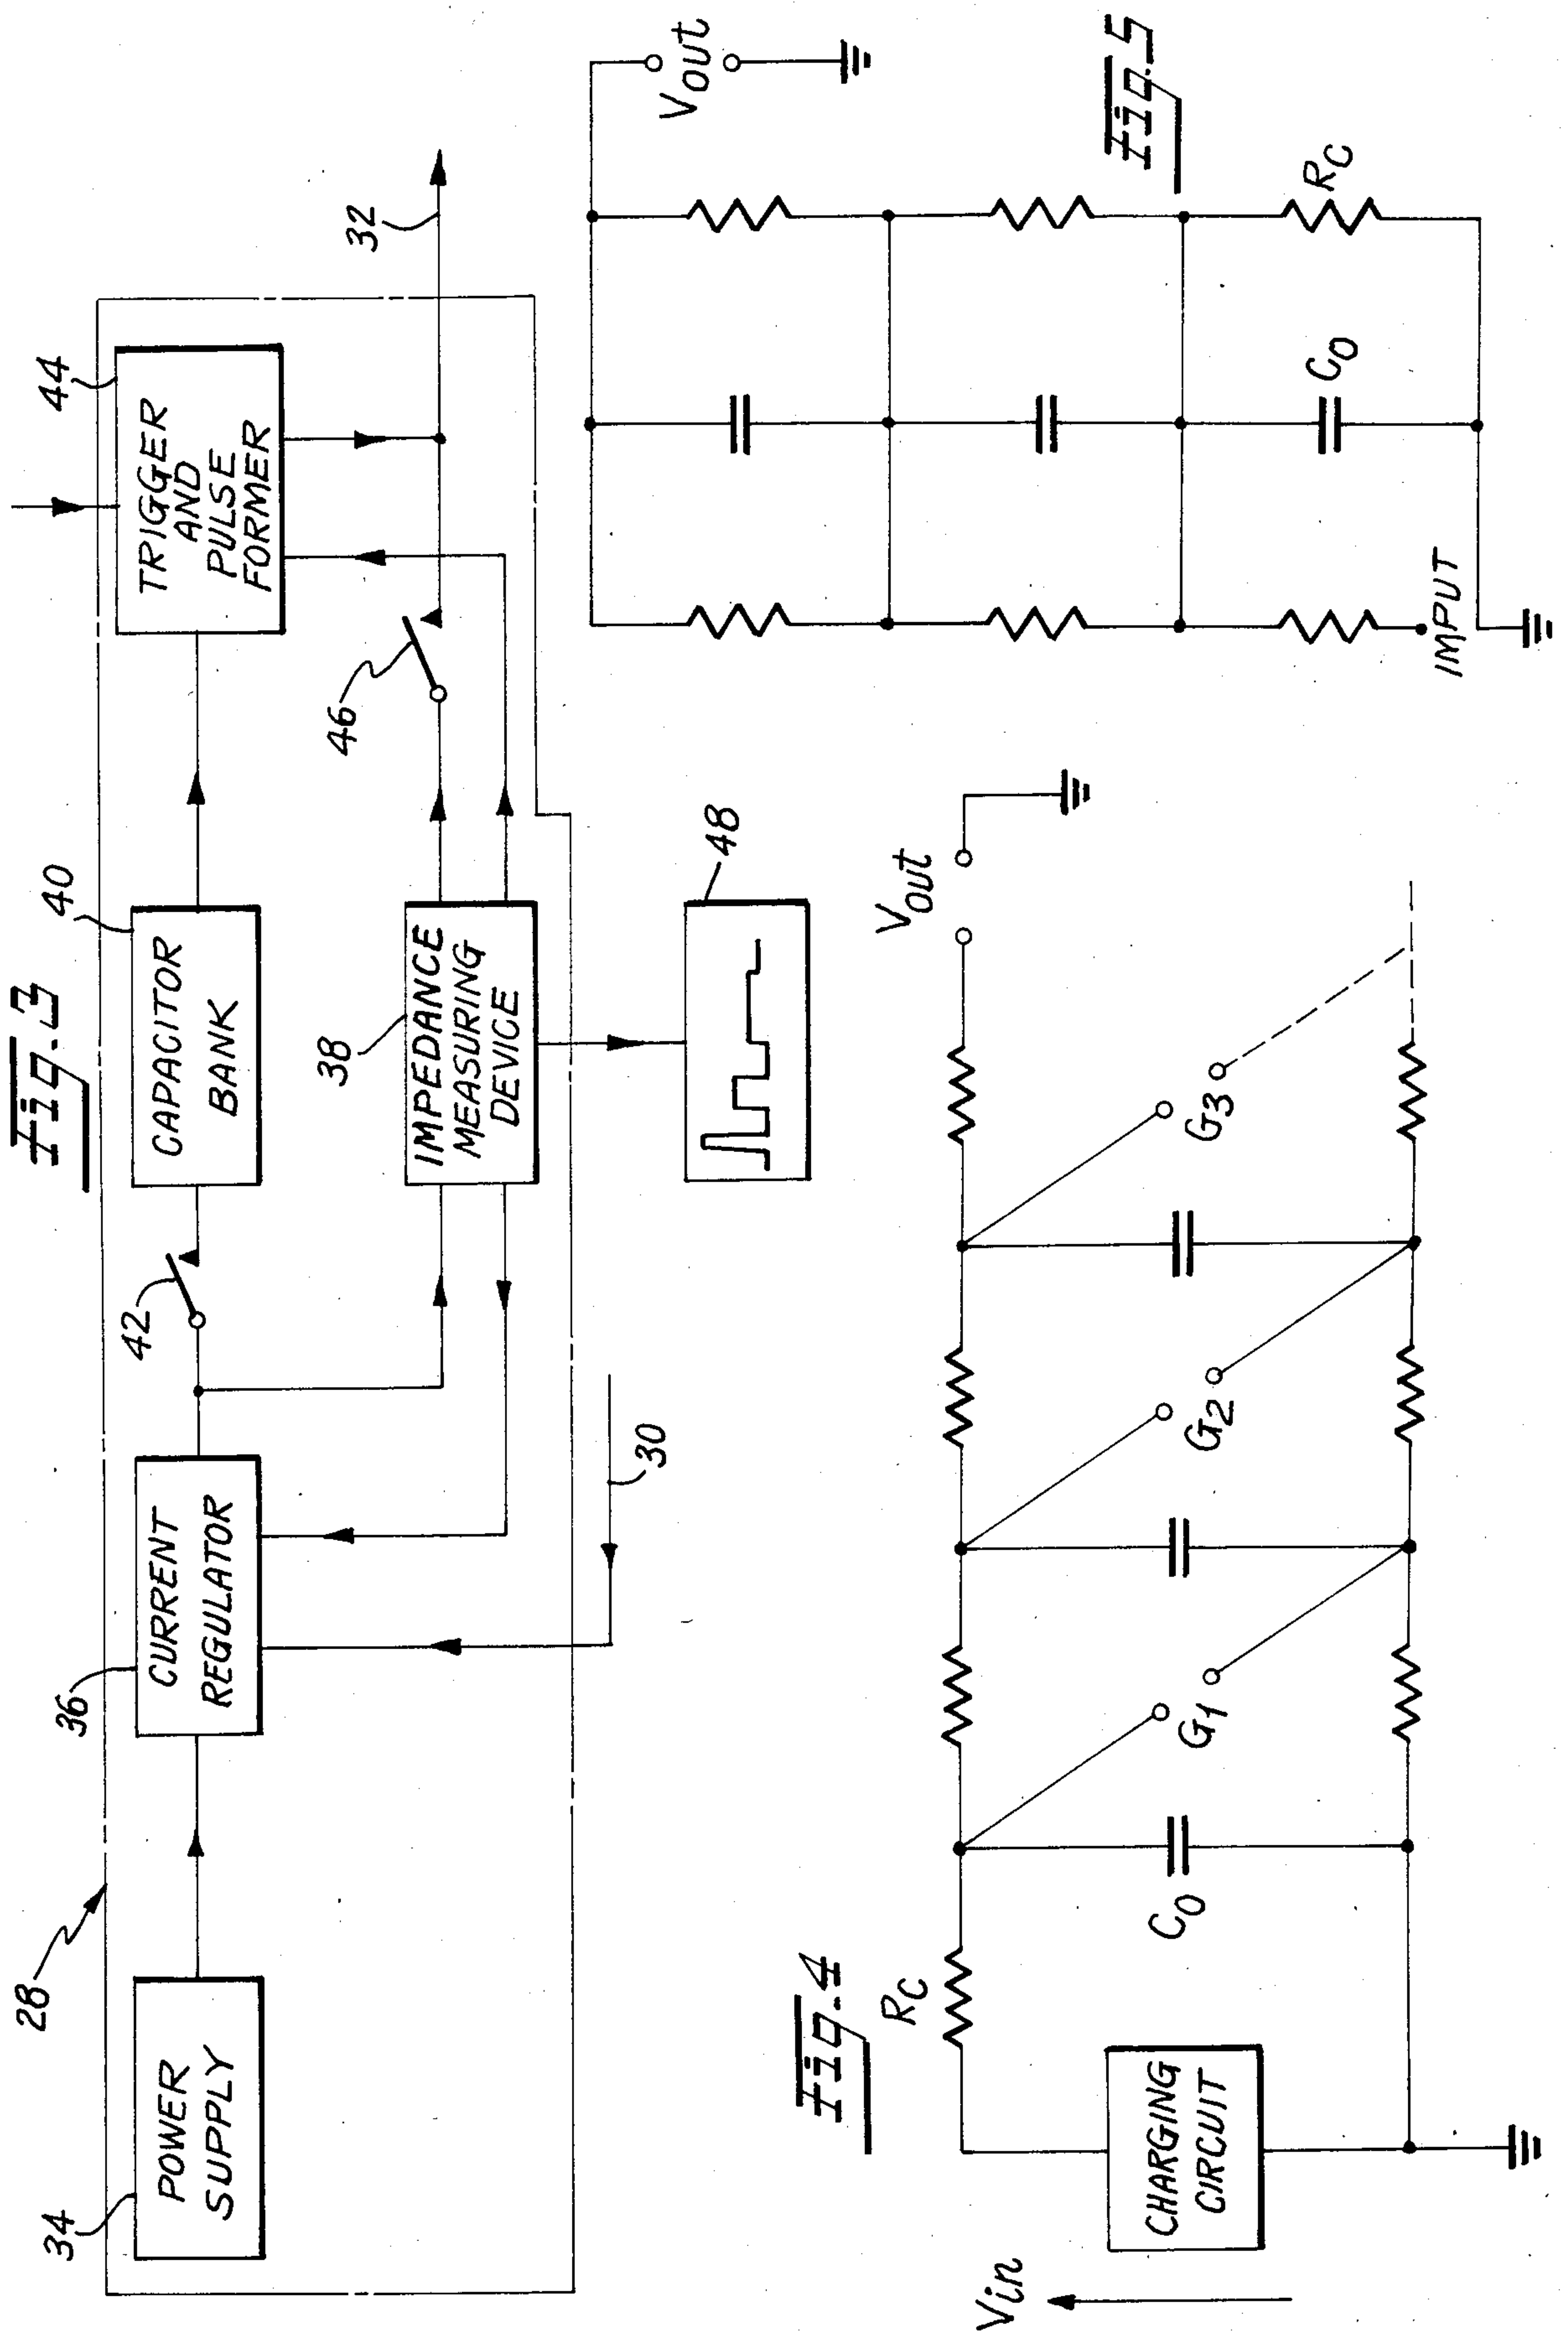 Fig. 3
28
34
POWER
SUPPLY
36
CURRENT
REGULATOR
42
40
CAPACITOR
BANK
44
TRIGGER
AND
PULSE
FORMER
38
IMPEDANCE
MEASURING
DEVICE
46
32
30
48
Fig. 4
Vin
CHARGING
CIRCUIT
RC
C0
G1
G2
G3
Vout
Fig. 5
Vout
C0
RC
IMPUT